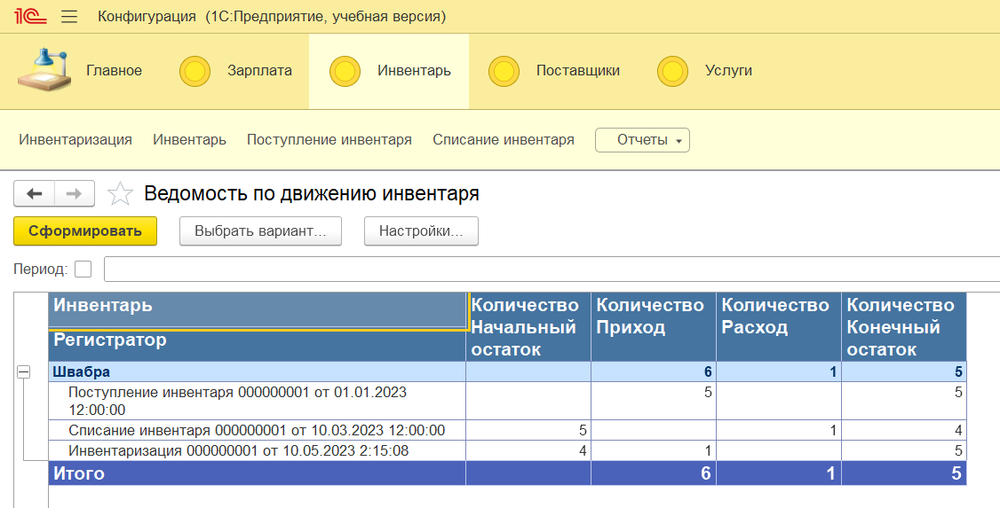 1С Конфигурация (1С:Предприятие, учебная версия)
Главное Зарплата Инвентарь Поставщики Услуги
Инвентаризация Инвентарь Поступление инвентаря Списание инвентаря Отчеты
Ведомость по движению инвентаря
Сформировать Выбрать вариант... Настройки...
Период:
Инвентарь Количество Количество Количество Количество
Начальный Приход Расход Конечный
Регистратор остаток остаток
Швабра 6 1 5
Поступление инвентаря 000000001 от 01.01.2023 5 5
12:00:00
Списание инвентаря 000000001 от 10.03.2023 12:00:00 5 1 4
Инвентаризация 000000001 от 10.05.2023 2:15:08 4 1 5
Итого 6 1 5